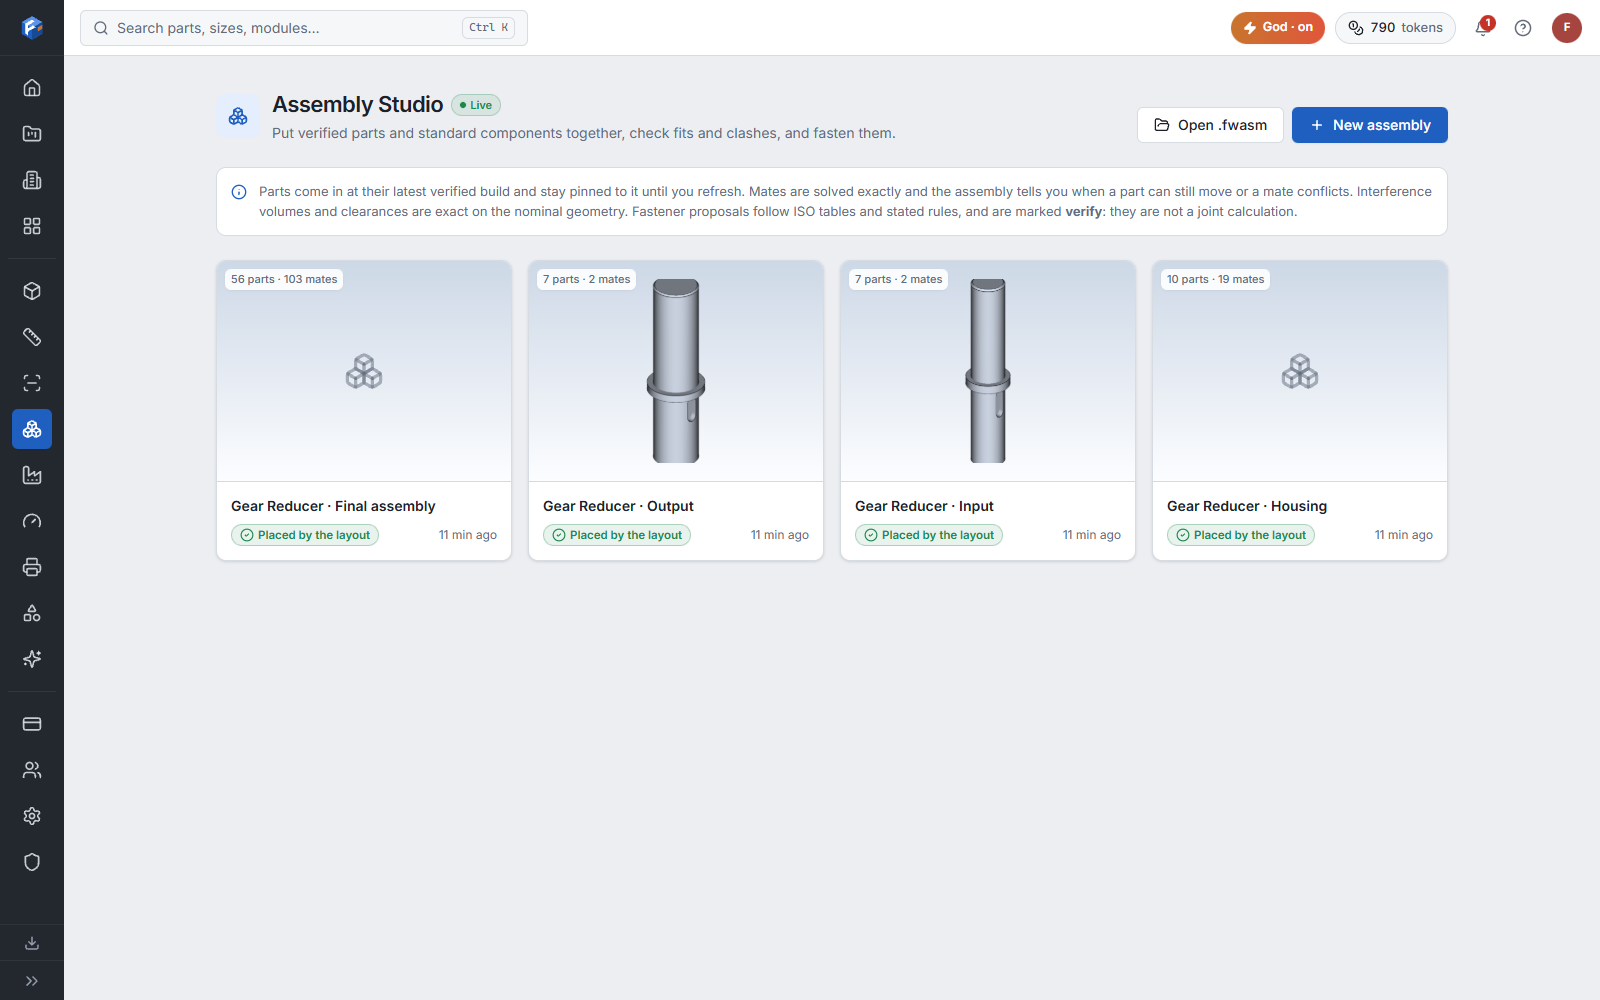 Search parts, sizes, modules...
Ctrl K
God · on
790 tokens
1
F
Assembly Studio
Live
Put verified parts and standard components together, check fits and clashes, and fasten them.
Open .fwasm
New assembly
Parts come in at their latest verified build and stay pinned to it until you refresh. Mates are solved exactly and the assembly tells you when a part can still move or a mate conflicts. Interference
volumes and clearances are exact on the nominal geometry. Fastener proposals follow ISO tables and stated rules, and are marked verify: they are not a joint calculation.
56 parts · 103 mates
Gear Reducer · Final assembly
Placed by the layout
11 min ago
7 parts · 2 mates
Gear Reducer · Output
Placed by the layout
11 min ago
7 parts · 2 mates
Gear Reducer · Input
Placed by the layout
11 min ago
10 parts · 19 mates
Gear Reducer · Housing
Placed by the layout
11 min ago